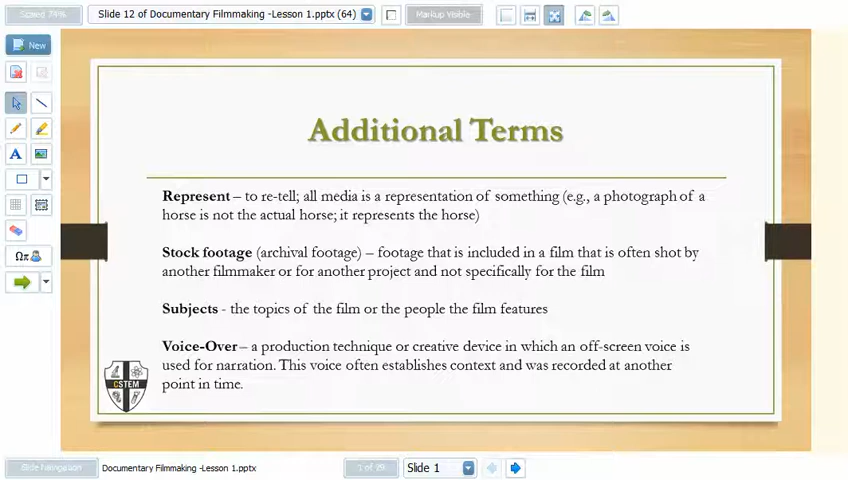 Scaled 74%
Slide 12 of Documentary Filmmaking -Lesson 1.pptx (64)
Markup Visible
New
A
Ωπ
Additional Terms
Represent – to re-tell; all media is a representation of something (e.g., a photograph of a
horse is not the actual horse; it represents the horse)
Stock footage (archival footage) – footage that is included in a film that is often shot by
another filmmaker or for another project and not specifically for the film
Subjects - the topics of the film or the people the film features
Voice-Over – a production technique or creative device in which an off-screen voice is
used for narration. This voice often establishes context and was recorded at another
point in time.
CSTEM
Slide Navigation
Documentary Filmmaking -Lesson 1.pptx
1 of 29
Slide 1